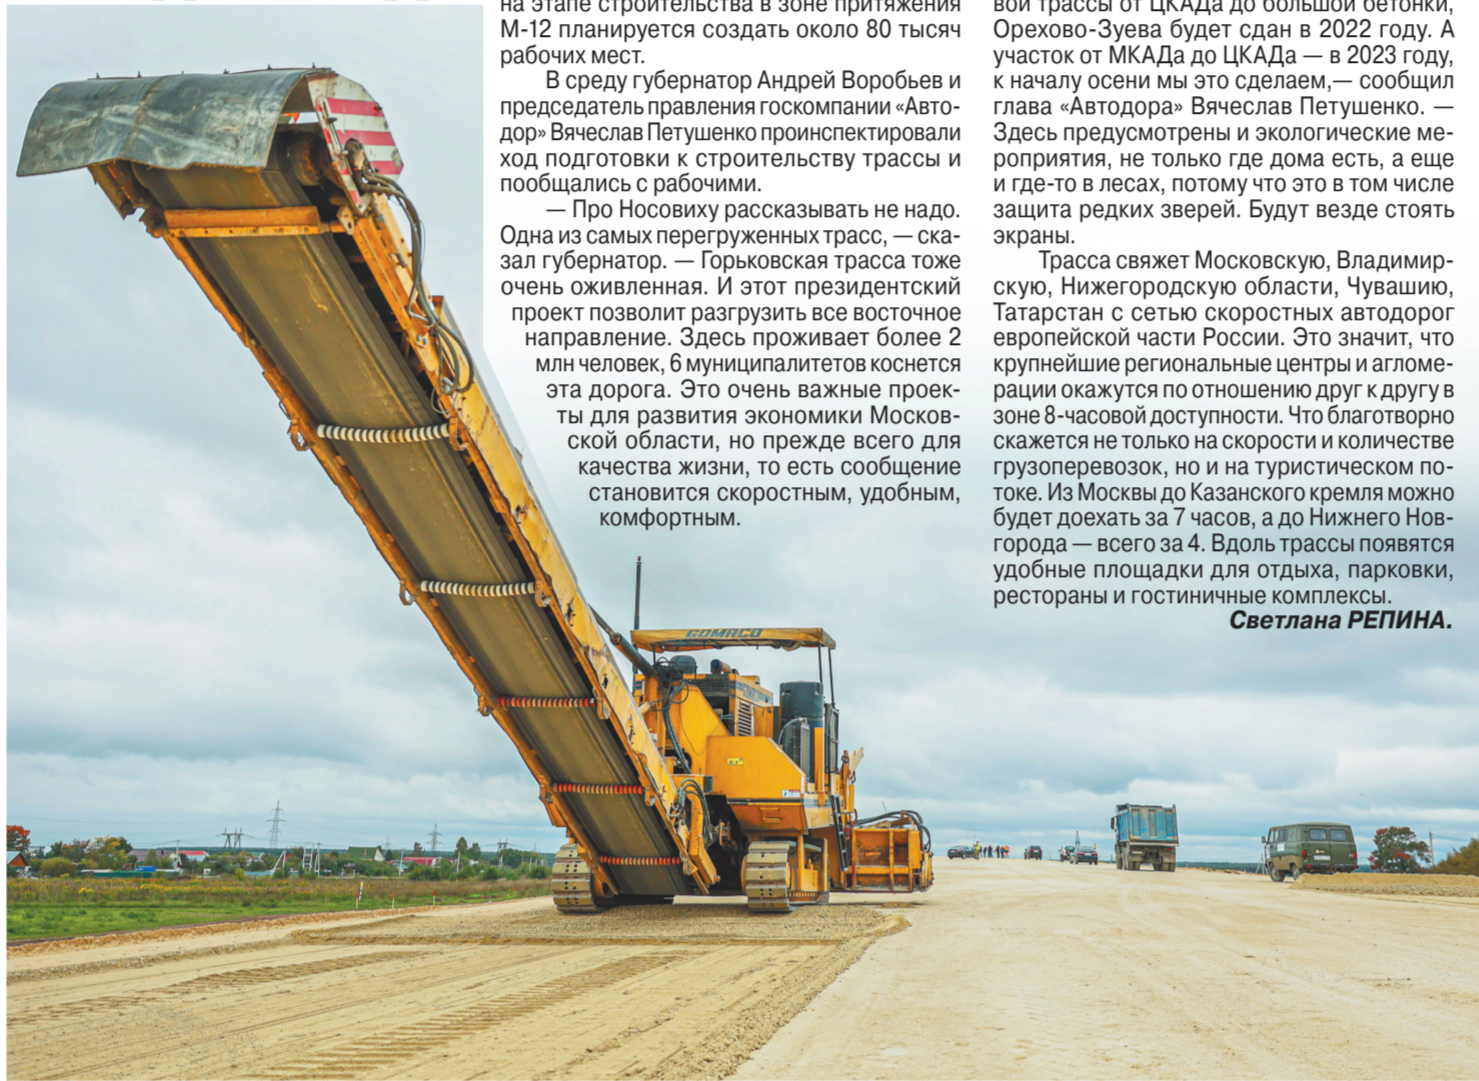 на этапе строительства в зоне притяжения
М-12 планируется создать около 80 тысяч
рабочих мест.
В среду губернатор Андрей Воробьев и
председатель правления госкомпании «Авто-
дор» Вячеслав Петушенко проинспектировали
ход подготовки к строительству трассы и
пообщались с рабочими.
— Про Носовиху рассказывать не надо.
Одна из самых перегруженных трасс, — ска-
зал губернатор. — Горьковская трасса тоже
очень оживленная. И этот президентский
проект позволит разгрузить все восточное
направление. Здесь проживает более 2
млн человек, 6 муниципалитетов коснется
эта дорога. Это очень важные проек-
ты для развития экономики Москов-
ской области, но прежде всего для
качества жизни, то есть сообщение
становится скоростным, удобным,
комфортным.
вой трассы от ЦКАДа до большой бетонки,
Орехово-Зуева будет сдан в 2022 году. А
участок от МКАДа до ЦКАДа — в 2023 году,
к началу осени мы это сделаем,— сообщил
глава «Автодора» Вячеслав Петушенко. —
Здесь предусмотрены и экологические ме-
роприятия, не только где дома есть, а еще
и где-то в лесах, потому что это в том числе
защита редких зверей. Будут везде стоять
экраны.
Трасса свяжет Московскую, Владимир-
скую, Нижегородскую области, Чувашию,
Татарстан с сетью скоростных автодорог
европейской части России. Это значит, что
крупнейшие региональные центры и агломе-
рации окажутся по отношению друг к другу в
зоне 8-часовой доступности. Что благотворно
скажется не только на скорости и количестве
грузоперевозок, но и на туристическом по-
токе. Из Москвы до Казанского кремля можно
будет доехать за 7 часов, а до Нижнего Нов-
города — всего за 4. Вдоль трассы появятся
удобные площадки для отдыха, парковки,
рестораны и гостиничные комплексы.
Светлана РЕПИНА.
GOMACO